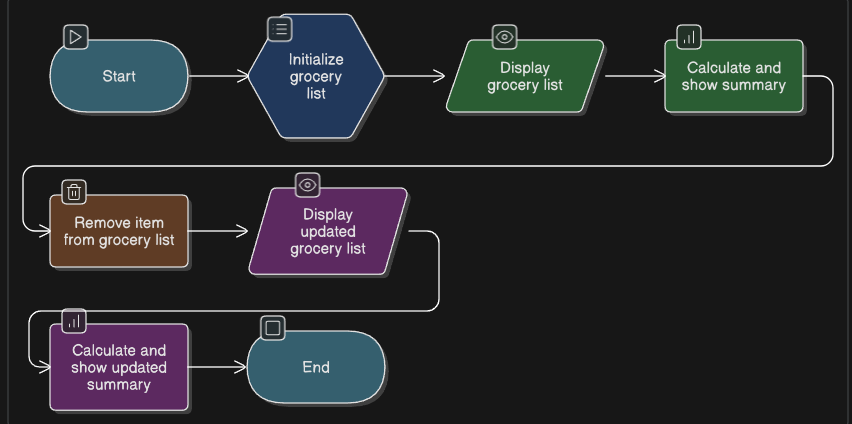 Start
Initialize
grocery
list
Display
grocery list
Calculate and
show summary
Remove item
from grocery list
Display
updated
grocery list
Calculate and
show updated
summary
End